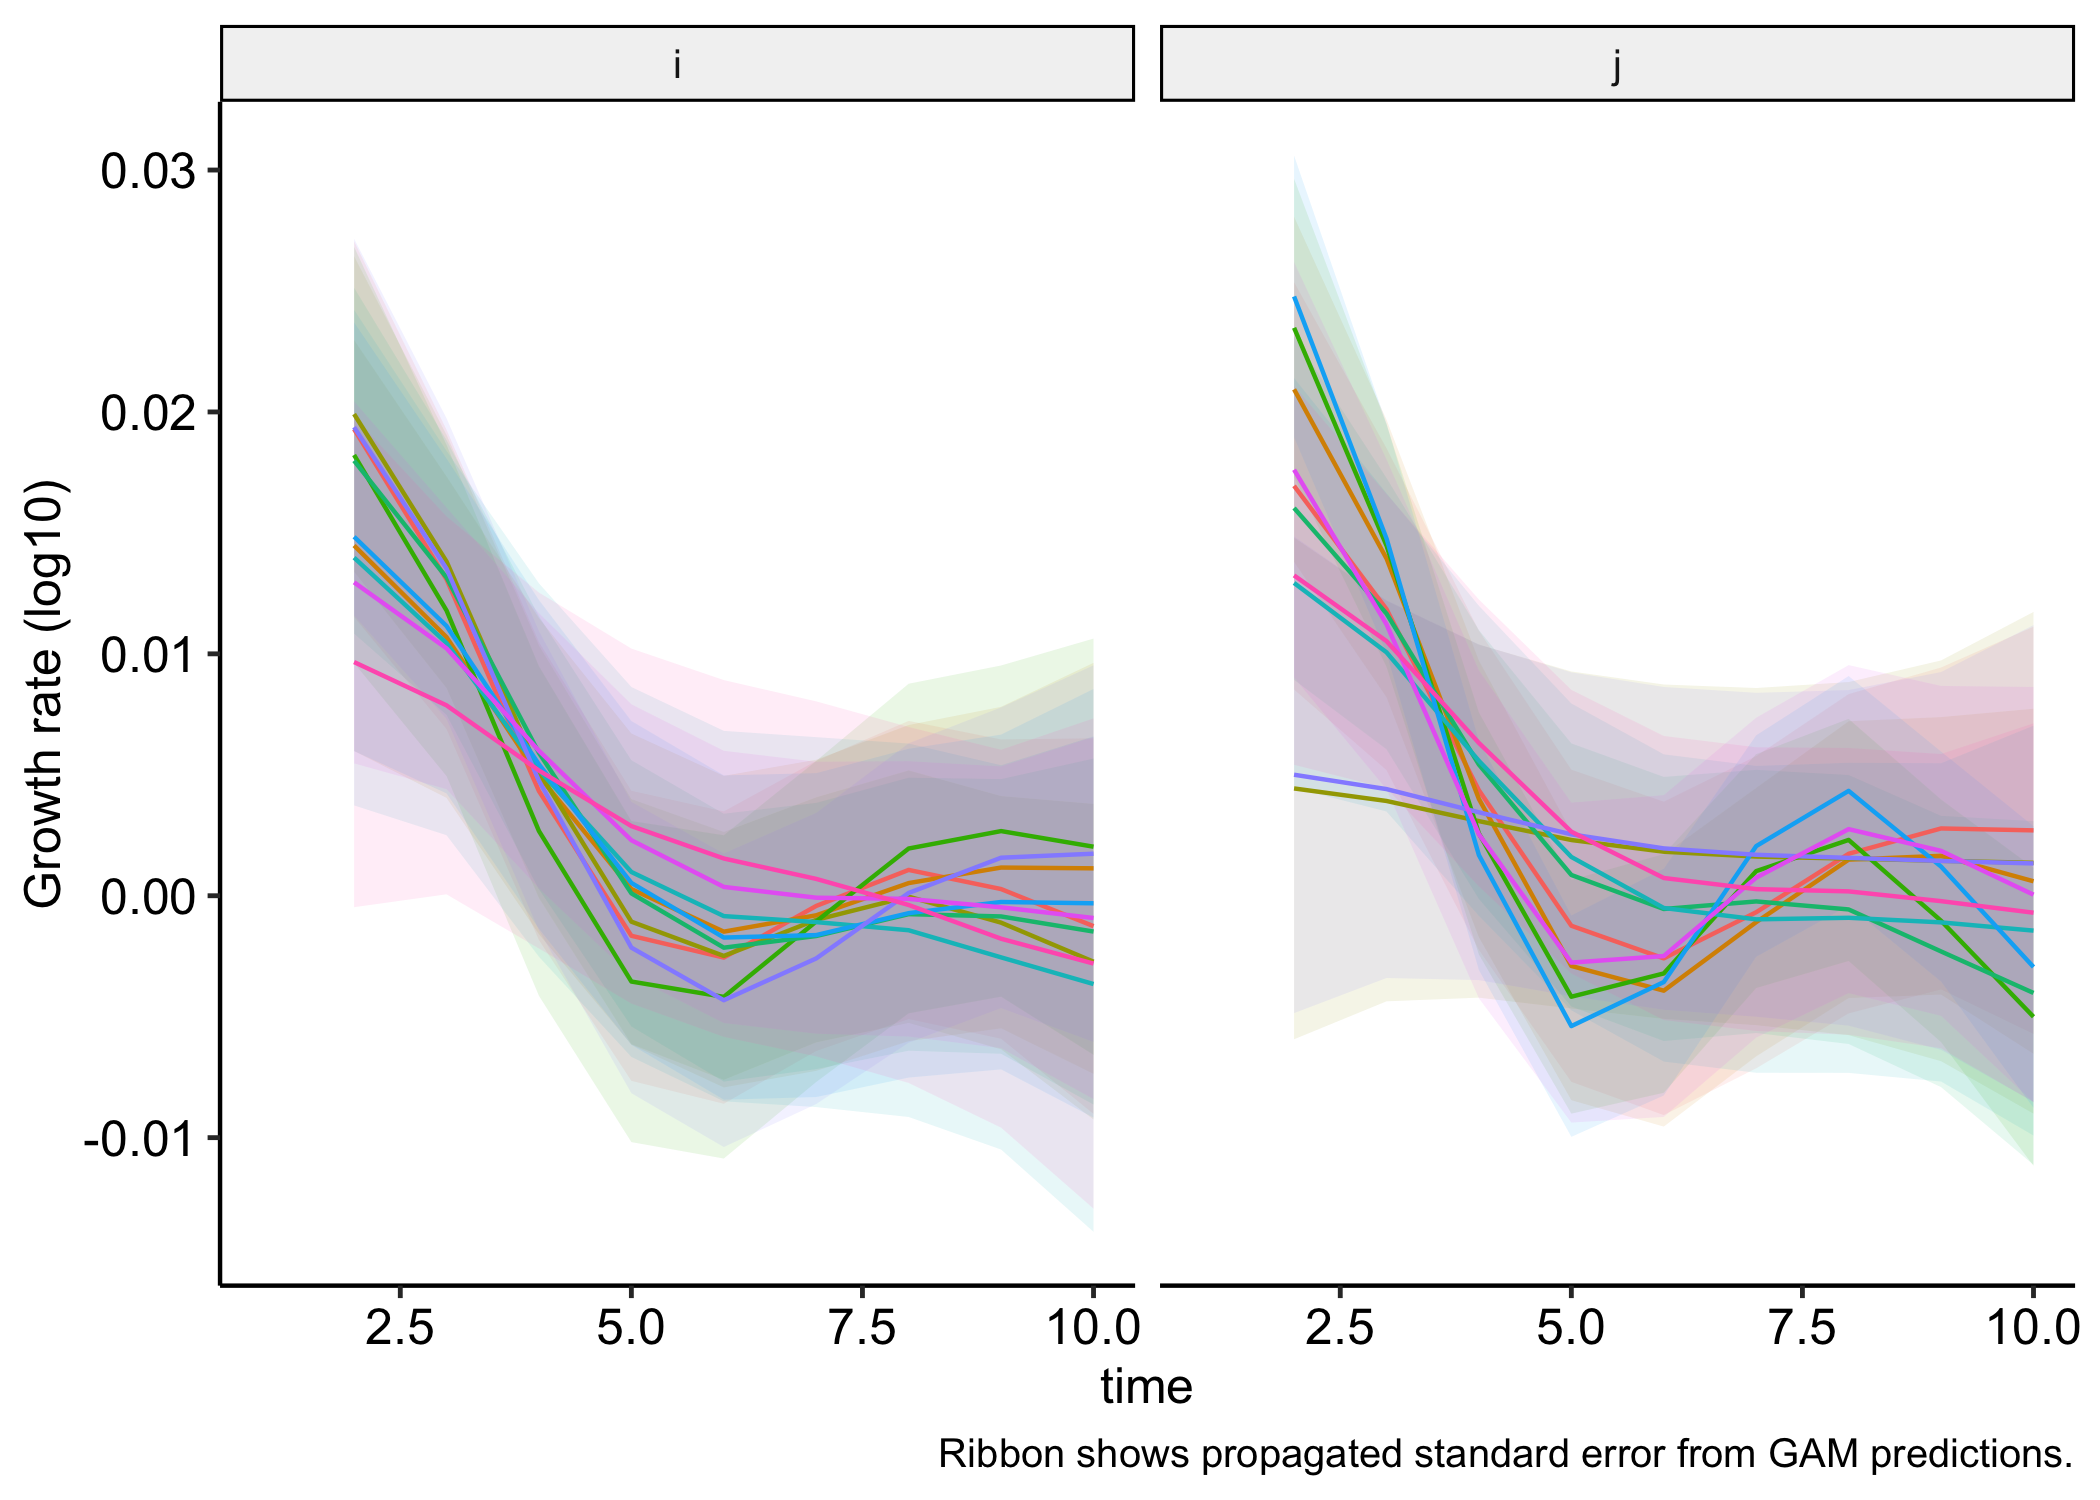 i
j
Growth rate (log10)
0.03
0.02
0.01
0.00
-0.01
2.5 5.0 7.5 10.0
2.5 5.0 7.5 10.0
time
Ribbon shows propagated standard error from GAM predictions.